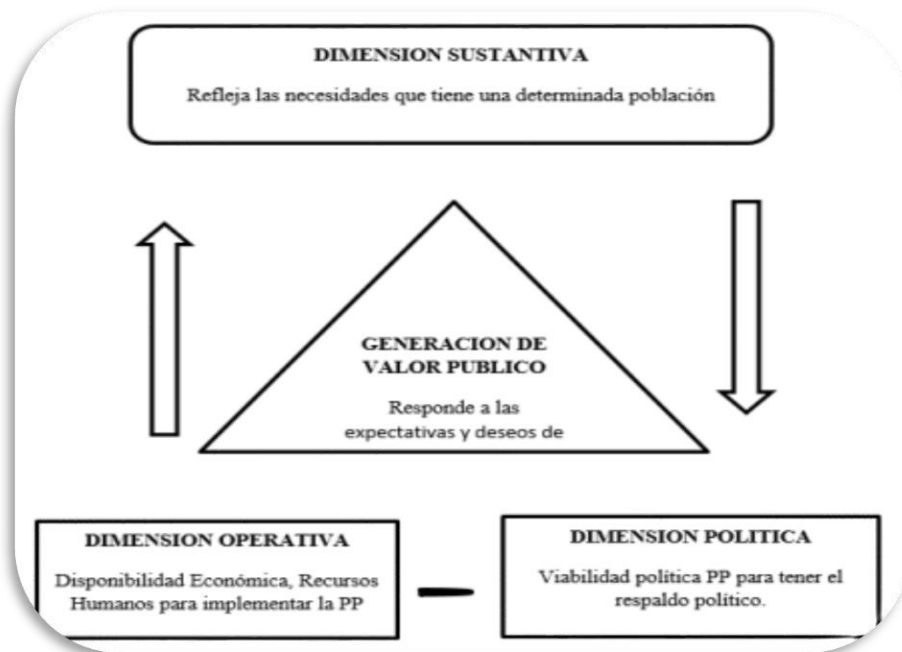 DIMENSION SUSTANTIVA
Refleja las necesidades que tiene una determinada población
GENERACION DE
VALOR PUBLICO
Responde a las
expectativas y deseos de
DIMENSION OPERATIVA
Disponibilidad Económica, Recursos
Humanos para implementar la PP
DIMENSION POLITICA
Viabilidad política PP para tener el
respaldo político.